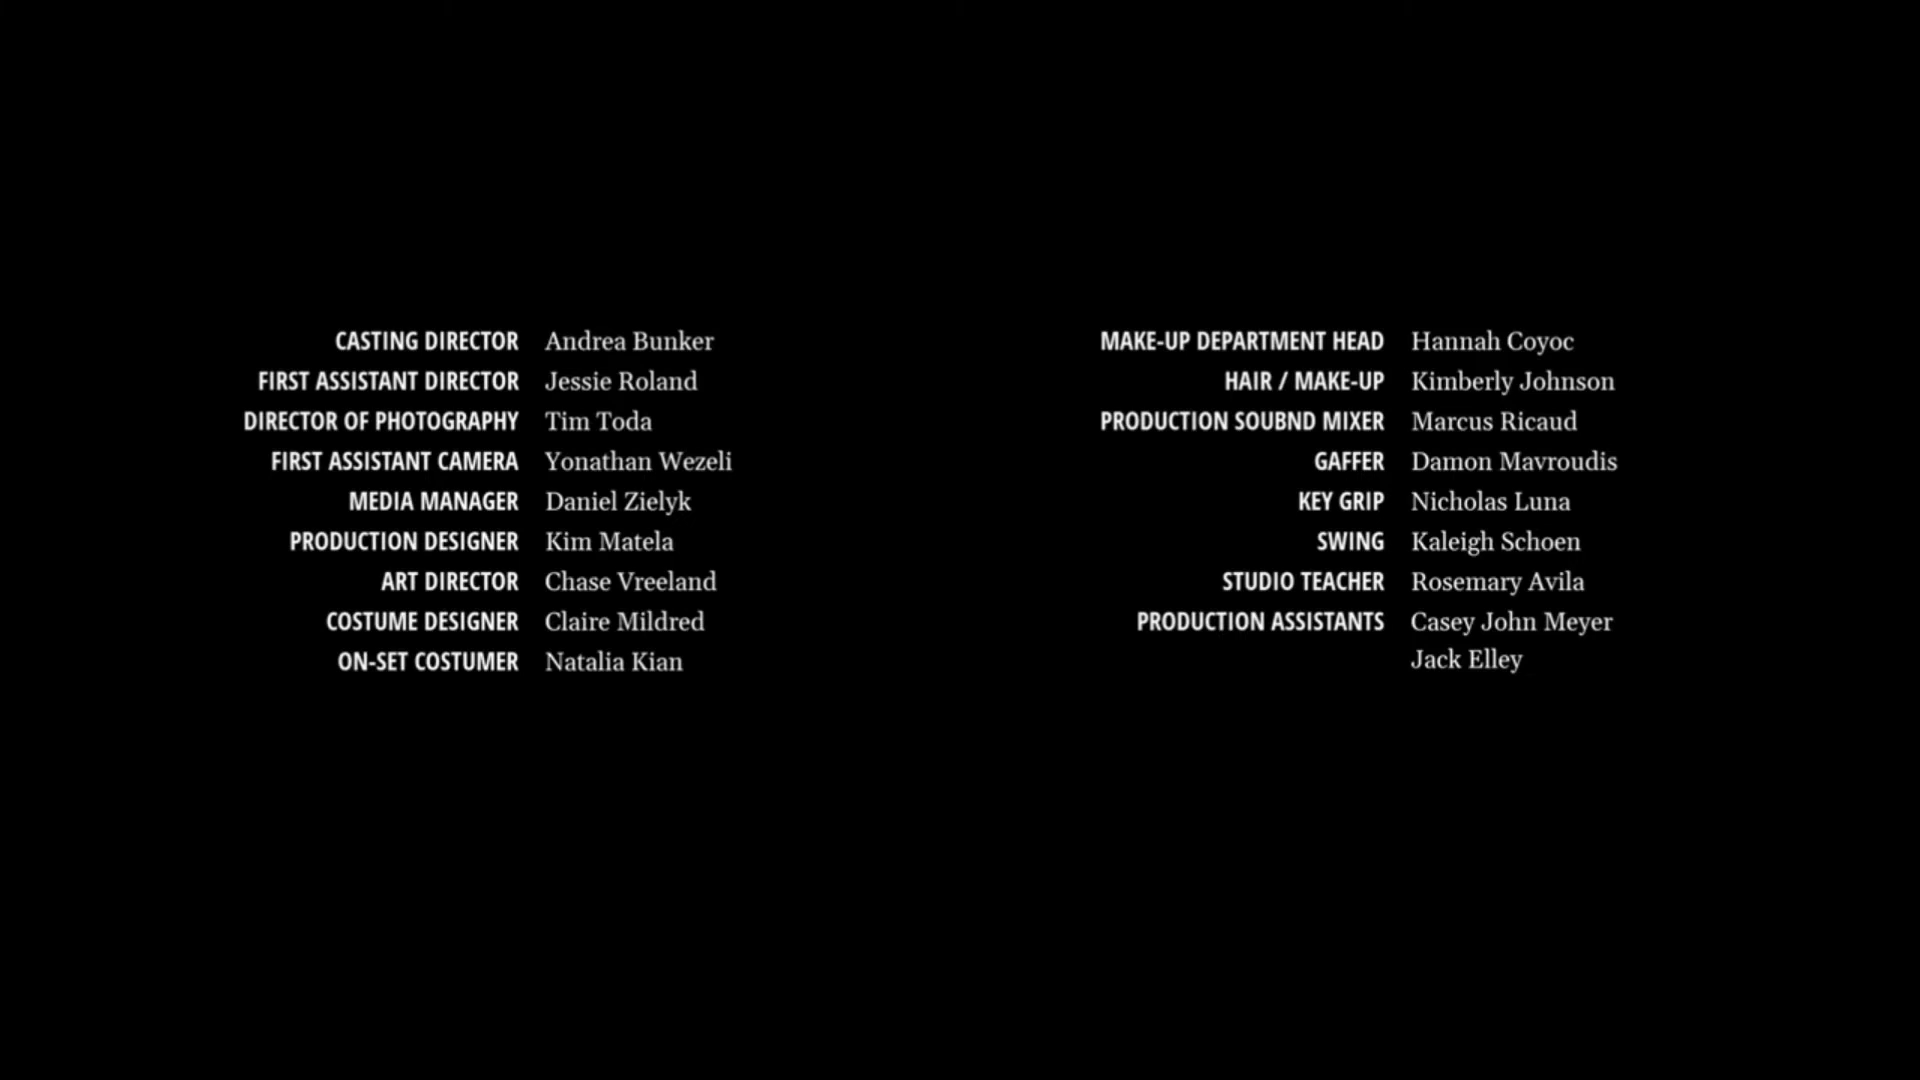 CASTING DIRECTOR Andrea Bunker
FIRST ASSISTANT DIRECTOR Jessie Roland
DIRECTOR OF PHOTOGRAPHY Tim Toda
FIRST ASSISTANT CAMERA Yonathan Wezeli
MEDIA MANAGER Daniel Zielyk
PRODUCTION DESIGNER Kim Matela
ART DIRECTOR Chase Vreeland
COSTUME DESIGNER Claire Mildred
ON-SET COSTUMER Natalia Kian
MAKE-UP DEPARTMENT HEAD Hannah Coyoc
HAIR / MAKE-UP Kimberly Johnson
PRODUCTION SOUBND MIXER Marcus Ricaud
GAFFER Damon Mavroudis
KEY GRIP Nicholas Luna
SWING Kaleigh Schoen
STUDIO TEACHER Rosemary Avila
PRODUCTION ASSISTANTS Casey John Meyer
Jack Elley